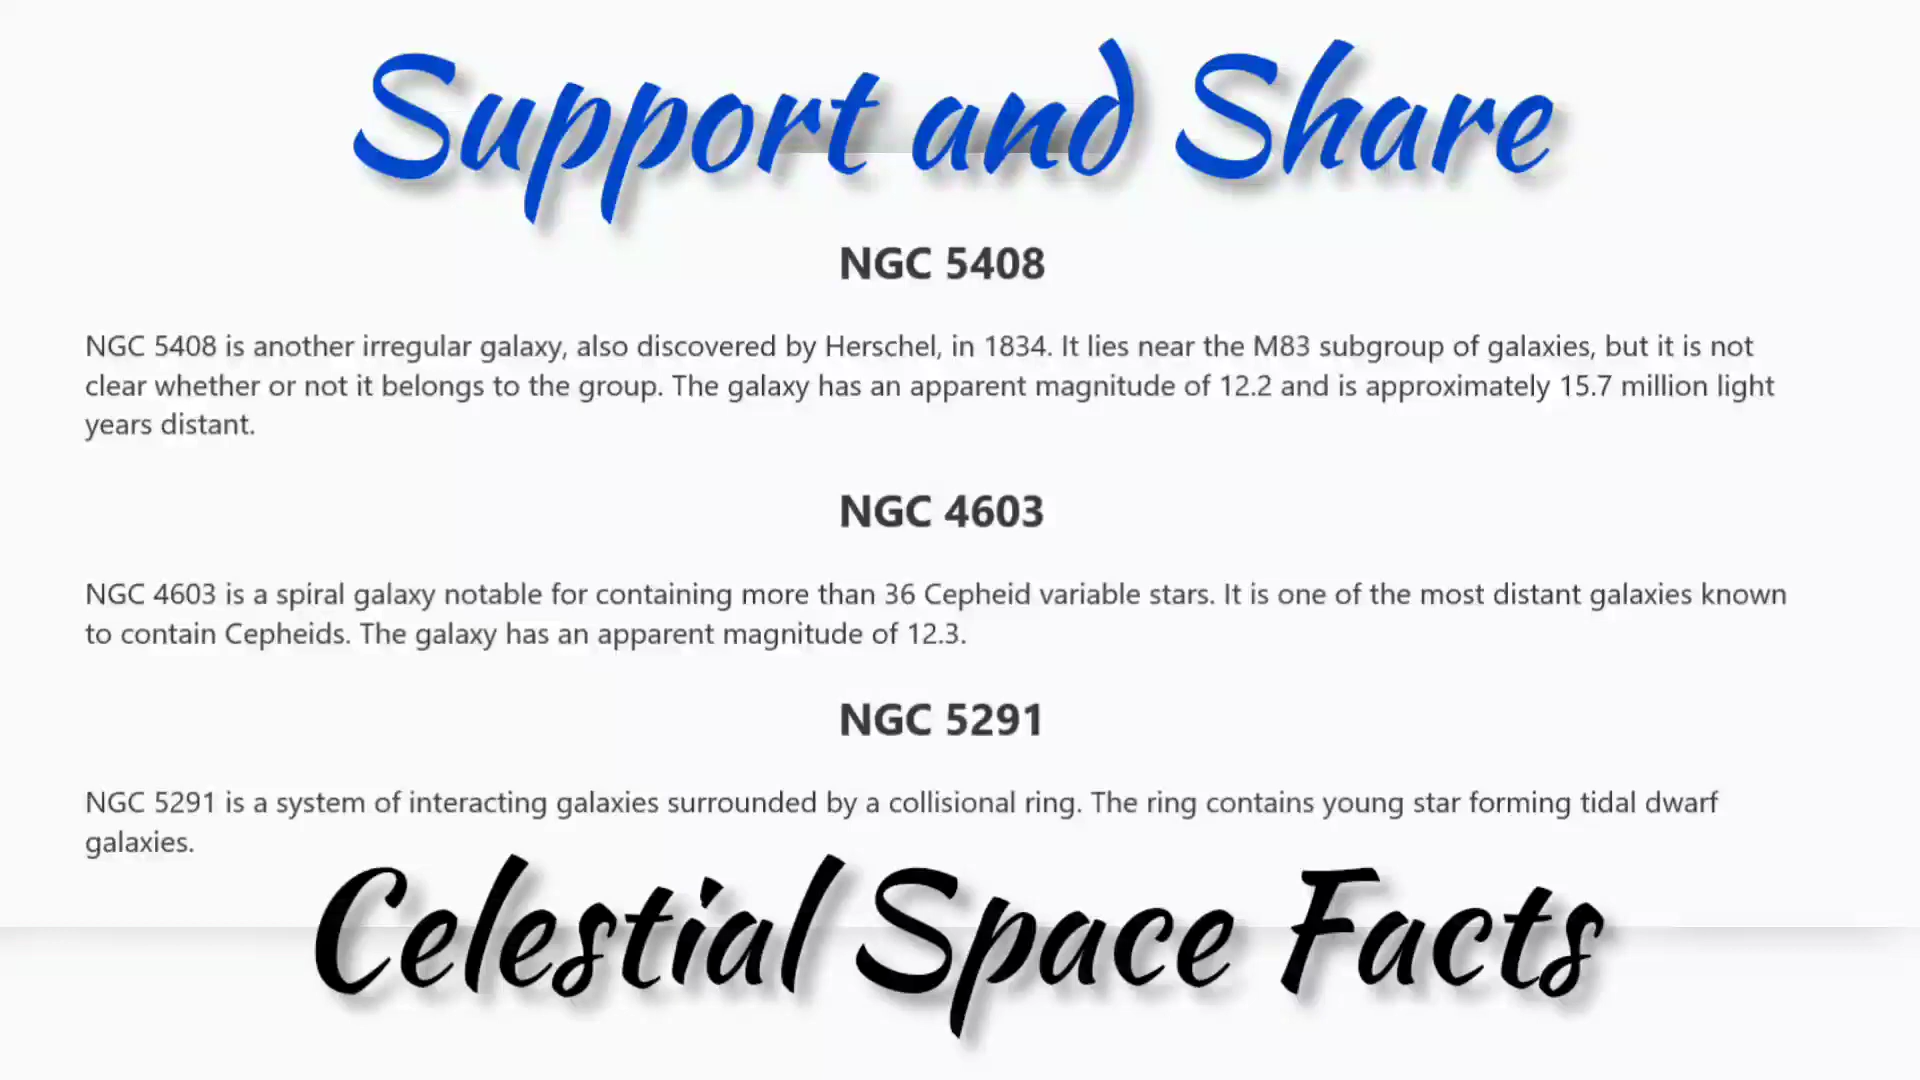 Support and Share
NGC 5408
NGC 5408 is another irregular galaxy, also discovered by Herschel, in 1834. It lies near the M83 subgroup of galaxies, but it is not
clear whether or not it belongs to the group. The galaxy has an apparent magnitude of 12.2 and is approximately 15.7 million light
years distant.
NGC 4603
NGC 4603 is a spiral galaxy notable for containing more than 36 Cepheid variable stars. It is one of the most distant galaxies known
to contain Cepheids. The galaxy has an apparent magnitude of 12.3.
NGC 5291
NGC 5291 is a system of interacting galaxies surrounded by a collisional ring. The ring contains young star forming tidal dwarf
galaxies.
Celestial Space Facts